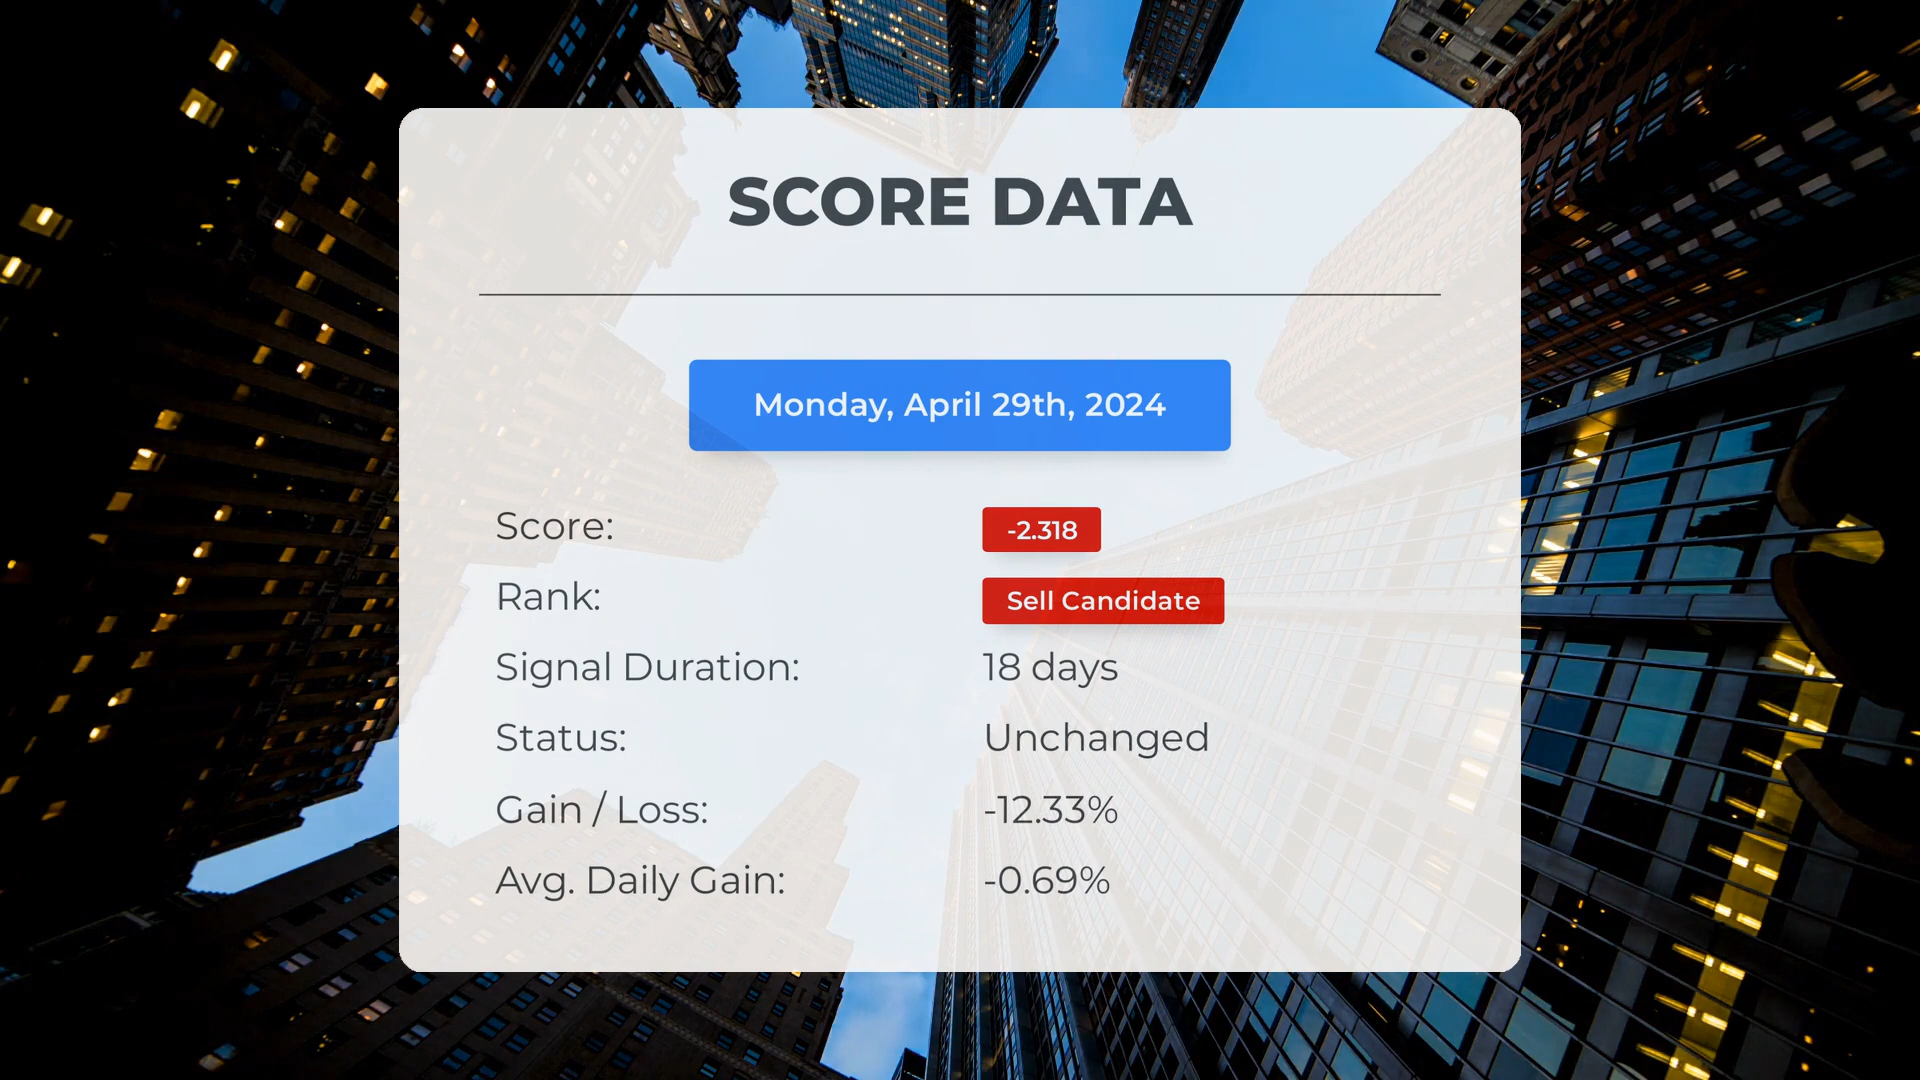 SCORE DATA
Monday, April 29th, 2024
Score: -2.318
Rank: Sell Candidate
Signal Duration: 18 days
Status: Unchanged
Gain / Loss: -12.33%
Avg. Daily Gain: -0.69%